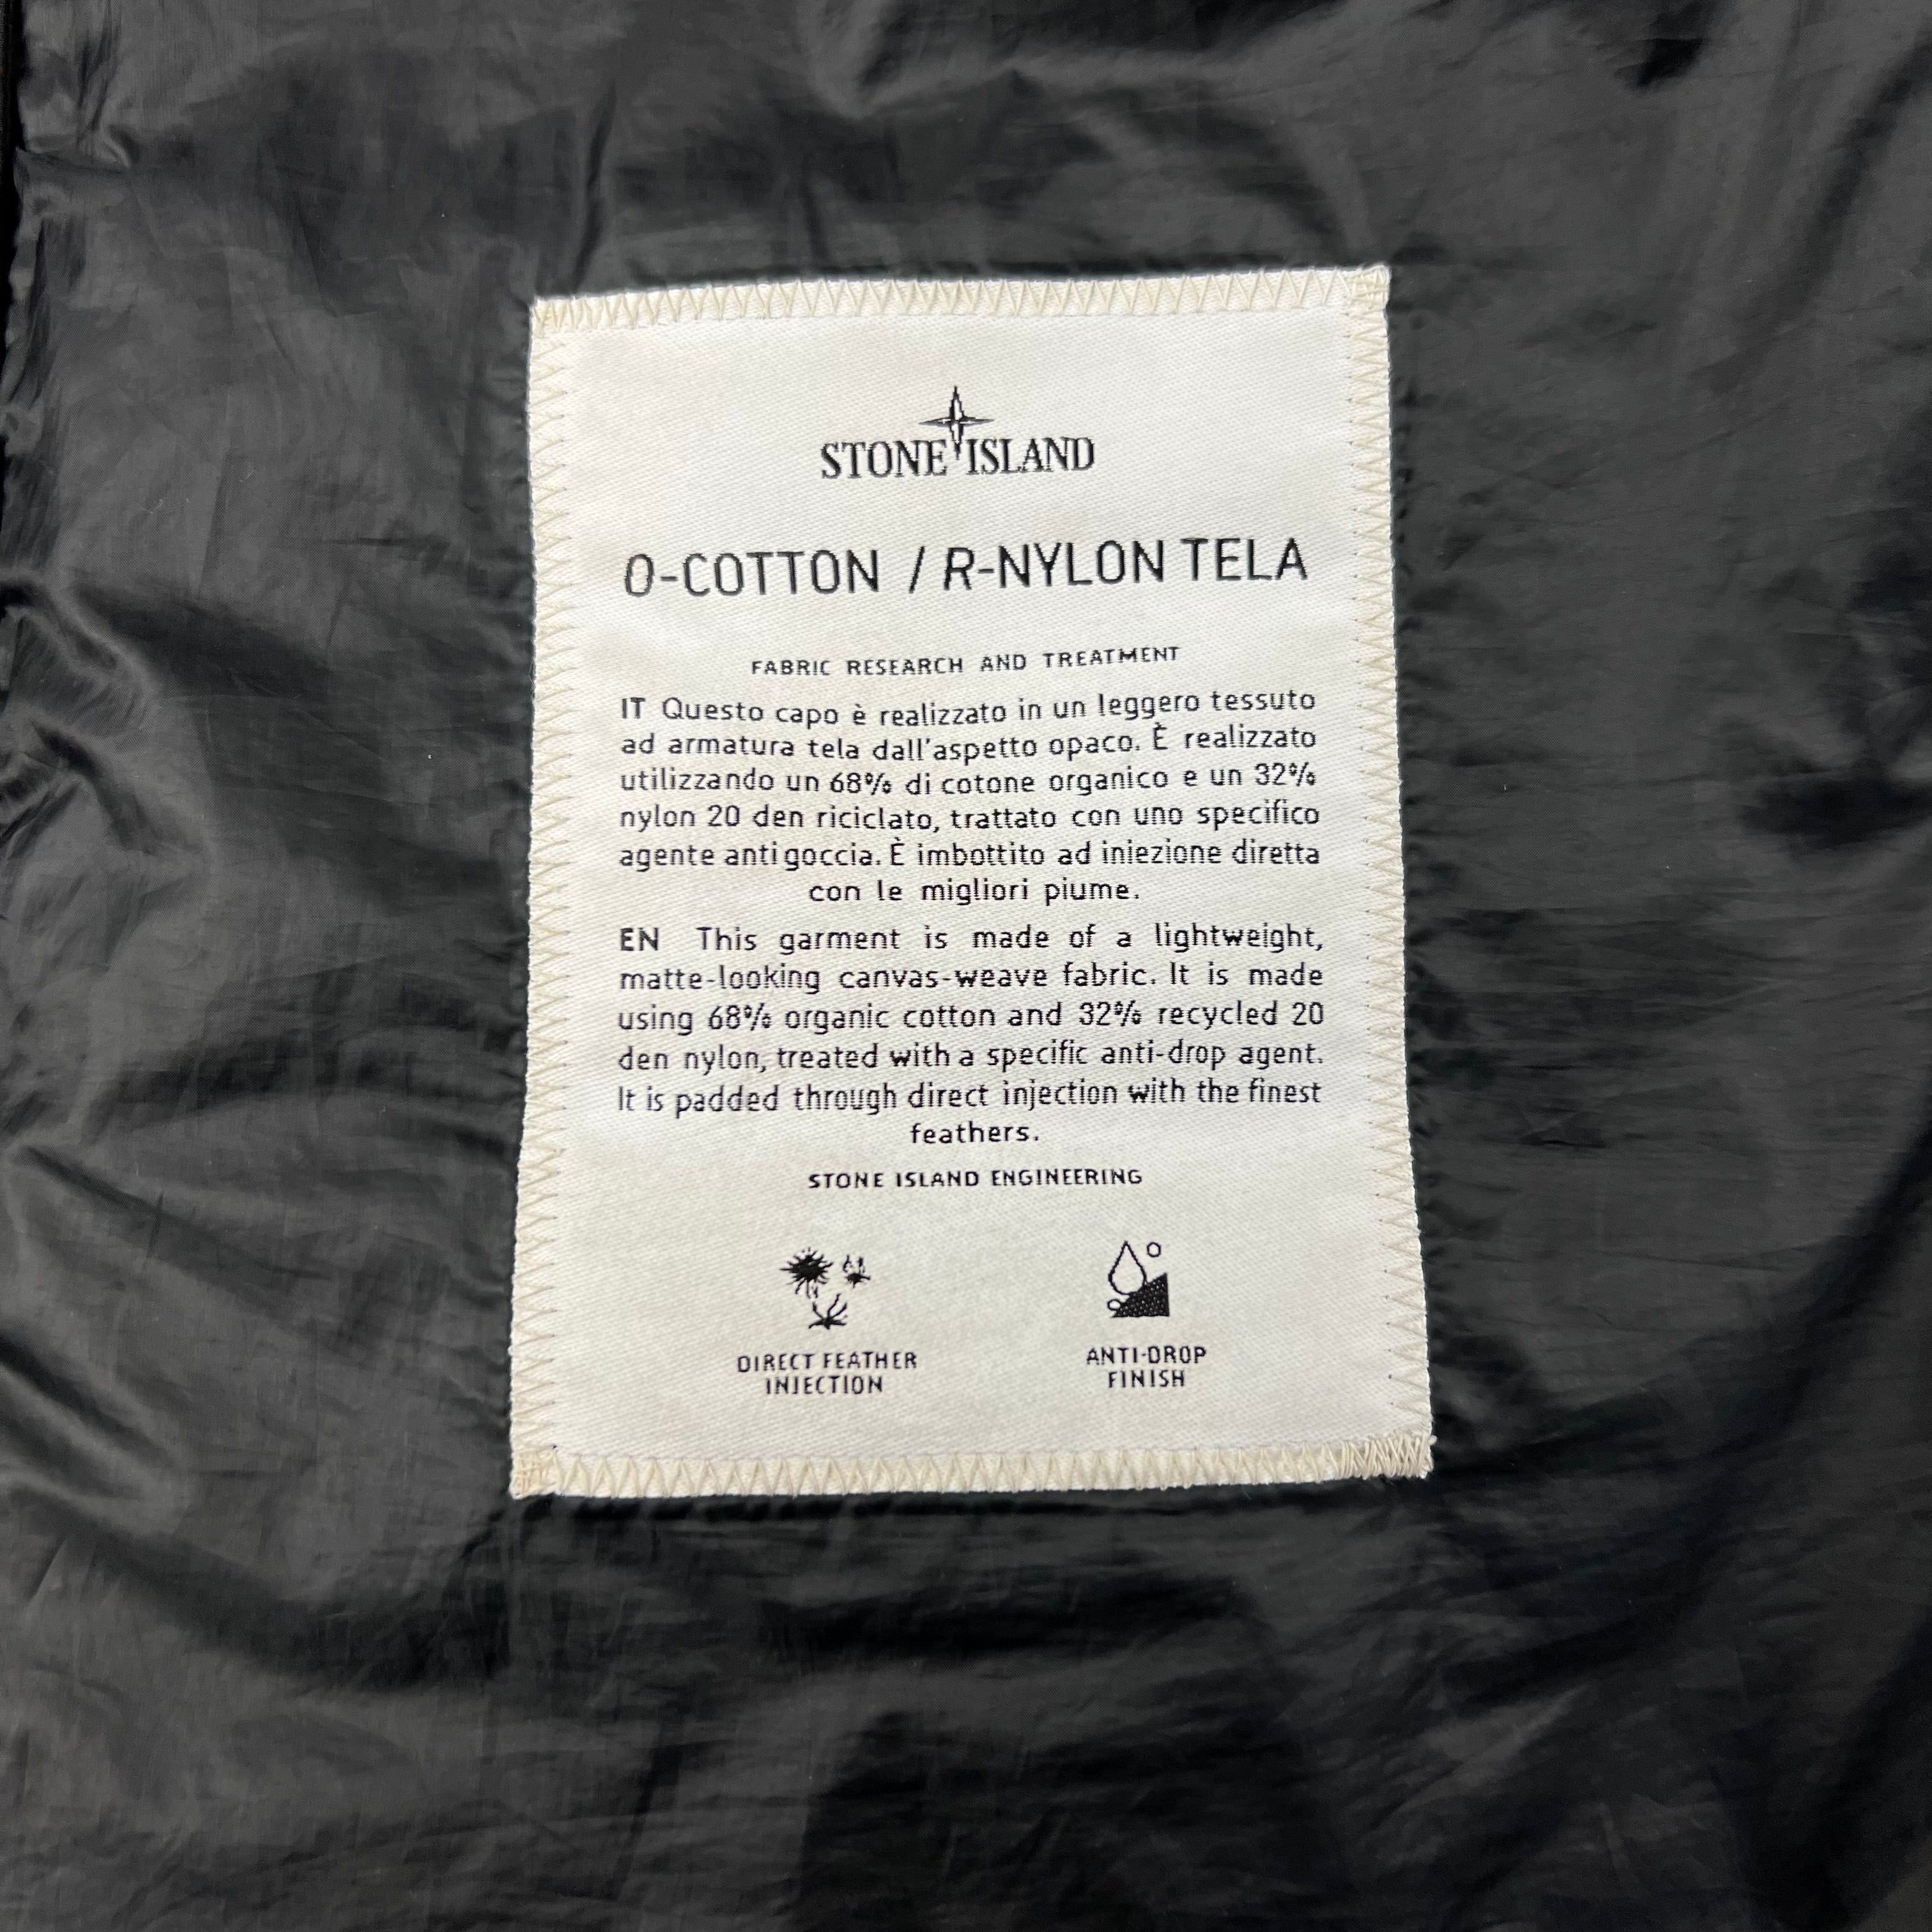 STONE ISLAND
O-COTTON / R-NYLON TELA
FABRIC RESEARCH AND TREATMENT
IT Questo capo è realizzato in un leggero tessuto
ad armatura tela dall'aspetto opaco. È realizzato
utilizzando un 68% di cotone organico e un 32%
nylon 20 den riciclato, trattato con uno specifico
agente antigoccia. È imbottito ad iniezione diretta
con le migliori piume.
EN This garment is made of a lightweight,
matte-looking canvas-weave fabric. It is made
using 68% organic cotton and 32% recycled 20
den nylon, treated with a specific anti-drop agent.
It is padded through direct injection with the finest
feathers.
STONE ISLAND ENGINEERING
DIRECT FEATHER
INJECTION
ANTI-DROP
FINISH